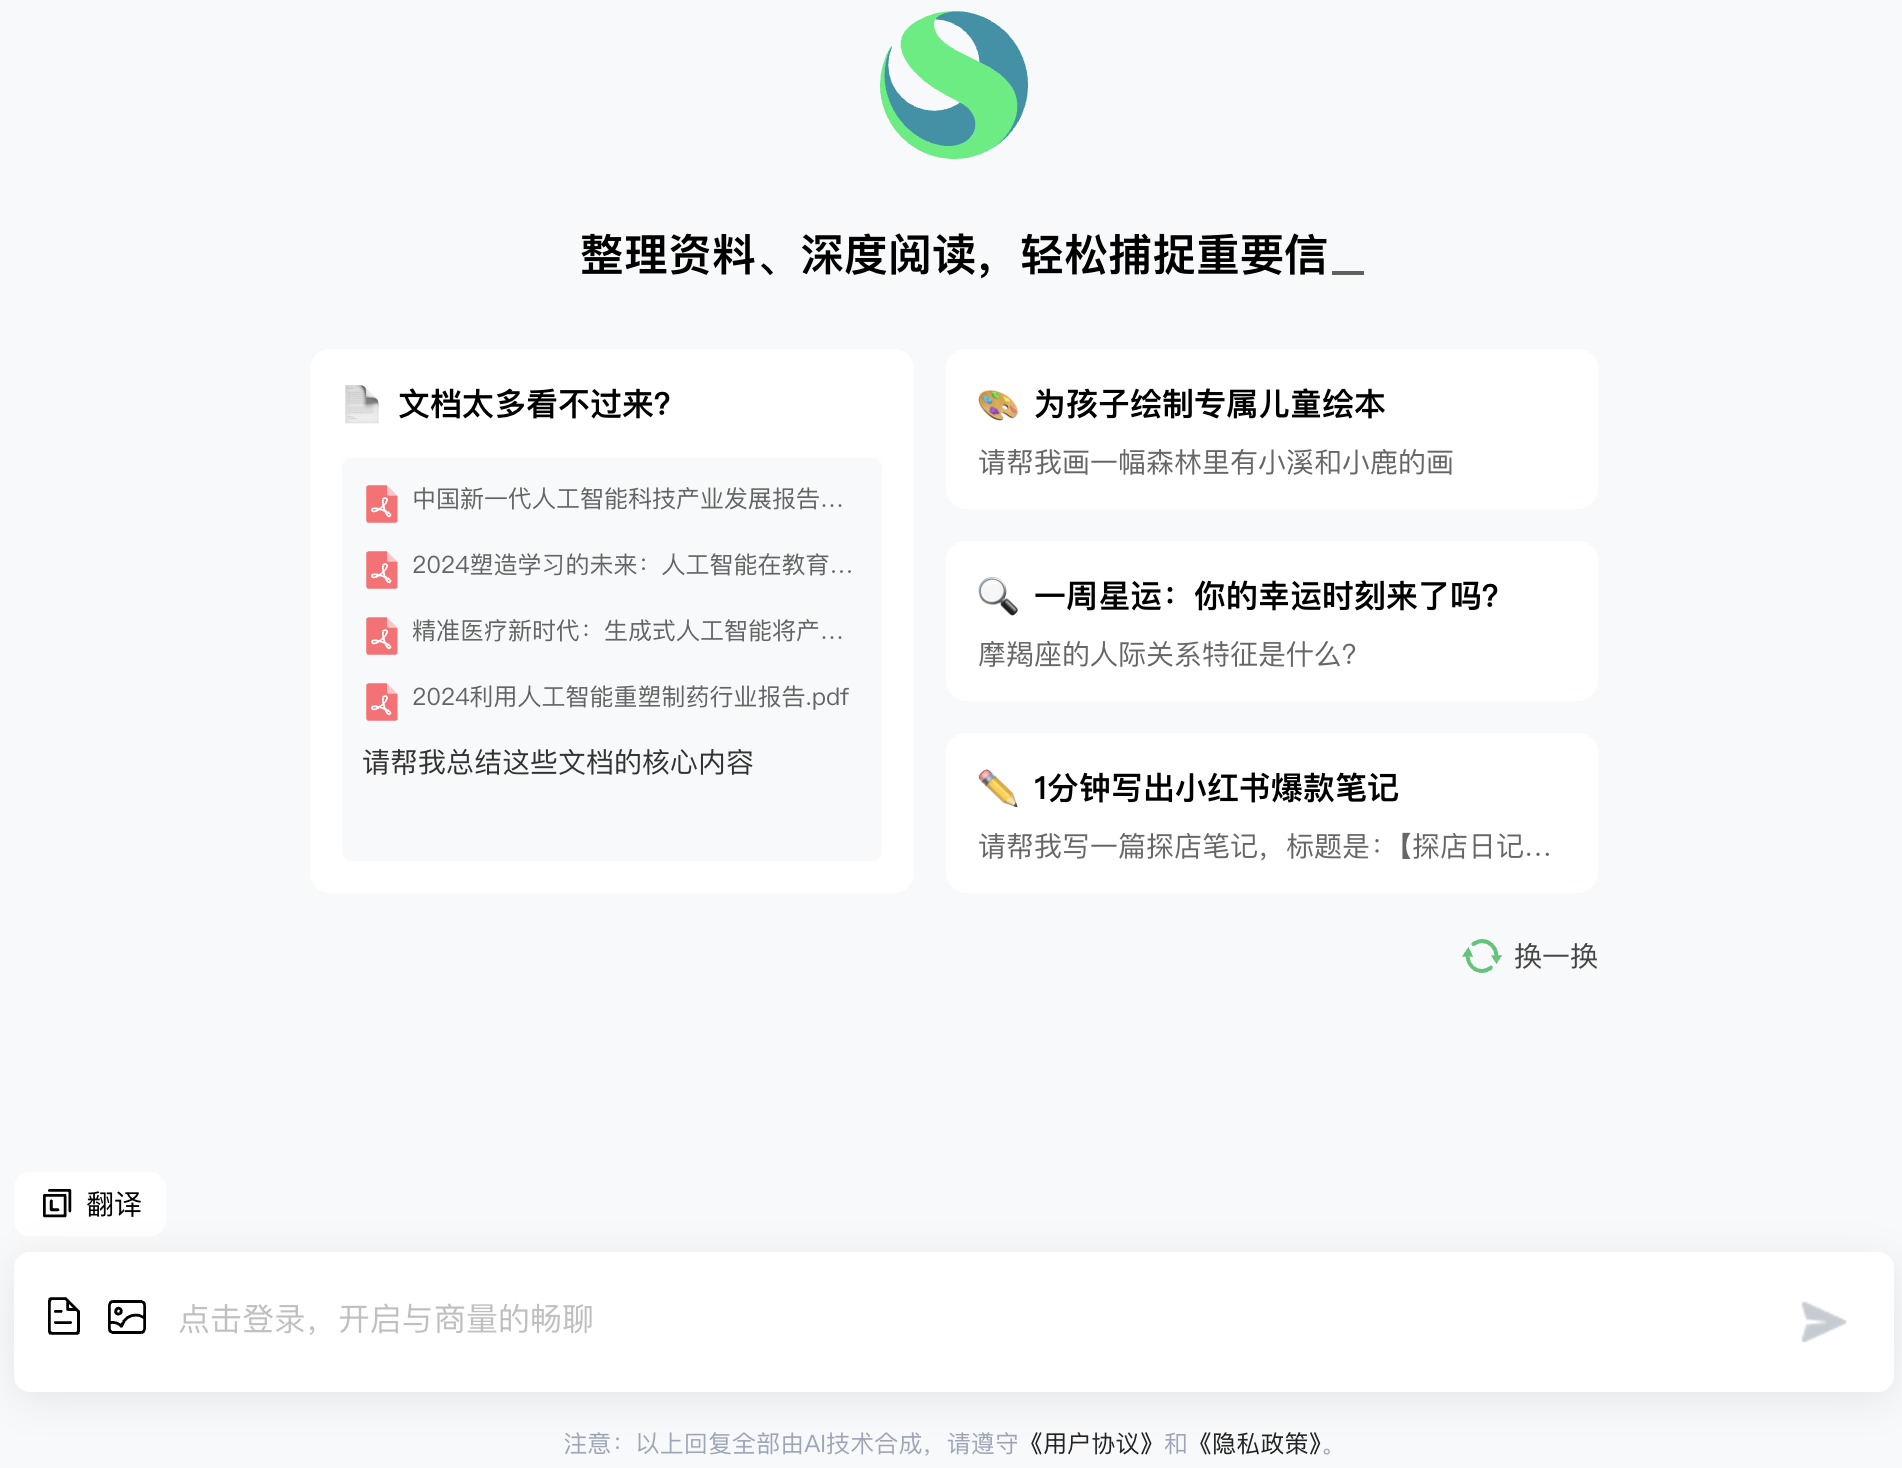 整理资料、深度阅读，轻松捕捉重要信_
文档太多看不过来?
中国新一代人工智能科技产业发展报告...
2024塑造学习的未来：人工智能在教育...
精准医疗新时代：生成式人工智能将产...
2024利用人工智能重塑制药行业报告.pdf
请帮我总结这些文档的核心内容
为孩子绘制专属儿童绘本
请帮我画一幅森林里有小溪和小鹿的画
一周星运：你的幸运时刻来了吗?
摩羯座的人际关系特征是什么?
1分钟写出小红书爆款笔记
请帮我写一篇探店笔记，标题是：【探店日记...
换一换
翻译
点击登录，开启与商量的畅聊
注意：以上回复全部由AI技术合成，请遵守《用户协议》和《隐私政策》。